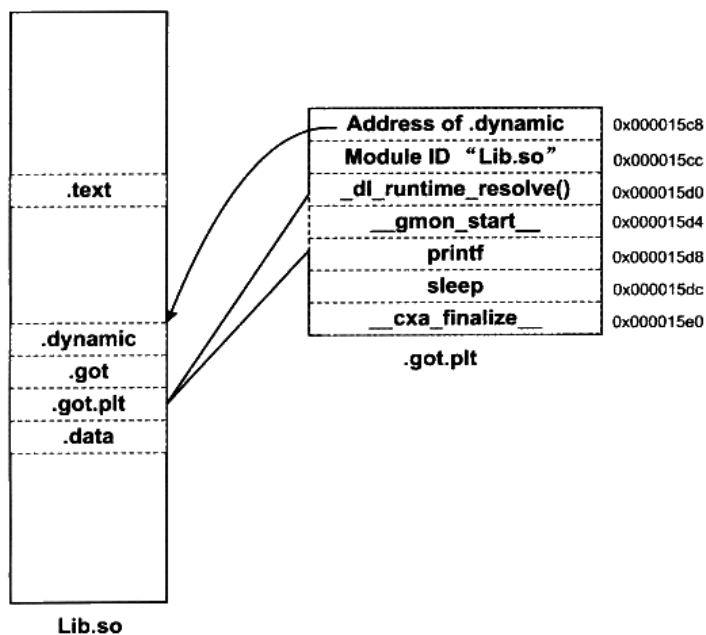 Address of .dynamic 0x000015c8
Module ID “Lib.so” 0x000015cc
_dl_runtime_resolve() 0x000015d0
__gmon_start__ 0x000015d4
printf 0x000015d8
sleep 0x000015dc
__cxa_finalize__ 0x000015e0
.got.plt
.text
.dynamic
.got
.got.plt
.data
Lib.so